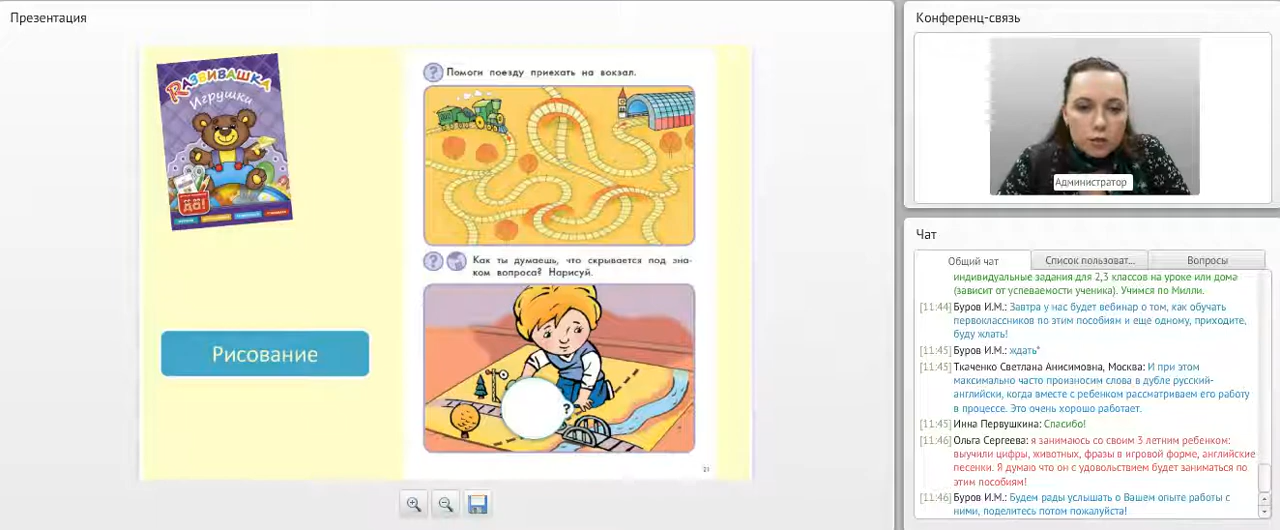 Презентация
РАЗВИВАШКА
Игрушки
ДО!
Помоги поезду приехать на вокзал.
Как ты думаешь, что скрывается под зна-
ком вопроса? Нарисуй.
?
Рисование
21
Конференц-связь
Администратор
Чат
Общий чат
Список пользоват...
Вопросы
индивидуальные задания для 2,3 классов на уроке или дома
(зависит от успеваемости ученика). Учимся по Милли.
[11:44] Буров И.М.: Завтра у нас будет вебинар о том, как обучать
первоклассников по этим пособиям и еще одному, приходите,
буду жлать!
[11:45] Буров И.М.: ждать*
[11:45] Ткаченко Светлана Анисимовна, Москва: И при этом
максимально часто произносим слова в дубле русский-
английски, когда вместе с ребенком рассматриваем его работу
в процессе. Это очень хорошо работает.
[11:45] Инна Первушкина: Спасибо!
[11:46] Ольга Сергеева: я занимаюсь со своим 3 летним ребенком:
выучили цифры, животных, фразы в игровой форме, английские
песенки. Я думаю что он с удовольствием будет заниматься по
этим пособиям!
[11:46] Буров И.М.: Будем рады услышать о Вашем опыте работы с
ними, поделитесь потом пожалуйста!